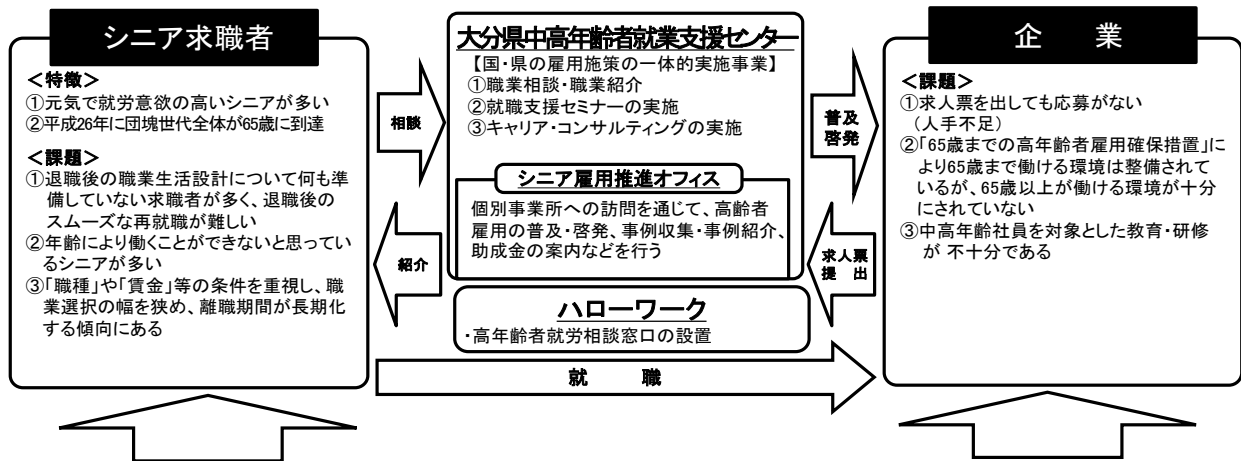 シニア求職者
<特徴>
①元気で就労意欲の高いシニアが多い
②平成26年に団塊世代全体が65歳に到達
<課題>
①退職後の職業生活設計について何も準
備していない求職者が多く、退職後の
スムーズな再就職が難しい
②年齢により働くことができないと思ってい
るシニアが多い
③「職種」や「賃金」等の条件を重視し、職
業選択の幅を狭め、離職期間が長期化
する傾向にある
相談
紹介
大分県中高年齢者就業支援センター
【国・県の雇用施策の一体的実施事業】
①職業相談・職業紹介
②就職支援セミナーの実施
③キャリア・コンサルティングの実施
シニア雇用推進オフィス
個別事業所への訪問を通じて、高齢者
雇用の普及・啓発、事例収集・事例紹介、
助成金の案内などを行う
ハローワーク
・高年齢者就労相談窓口の設置
就 職
普及
啓発
求人票
提 出
企 業
<課題>
①求人票を出しても応募がない
(人手不足)
②「65歳までの高年齢者雇用確保措置」に
より65歳まで働ける環境は整備されて
いるが、65歳以上が働ける環境が十分
にされていない
③中高年齢社員を対象とした教育・研修
が 不十分である